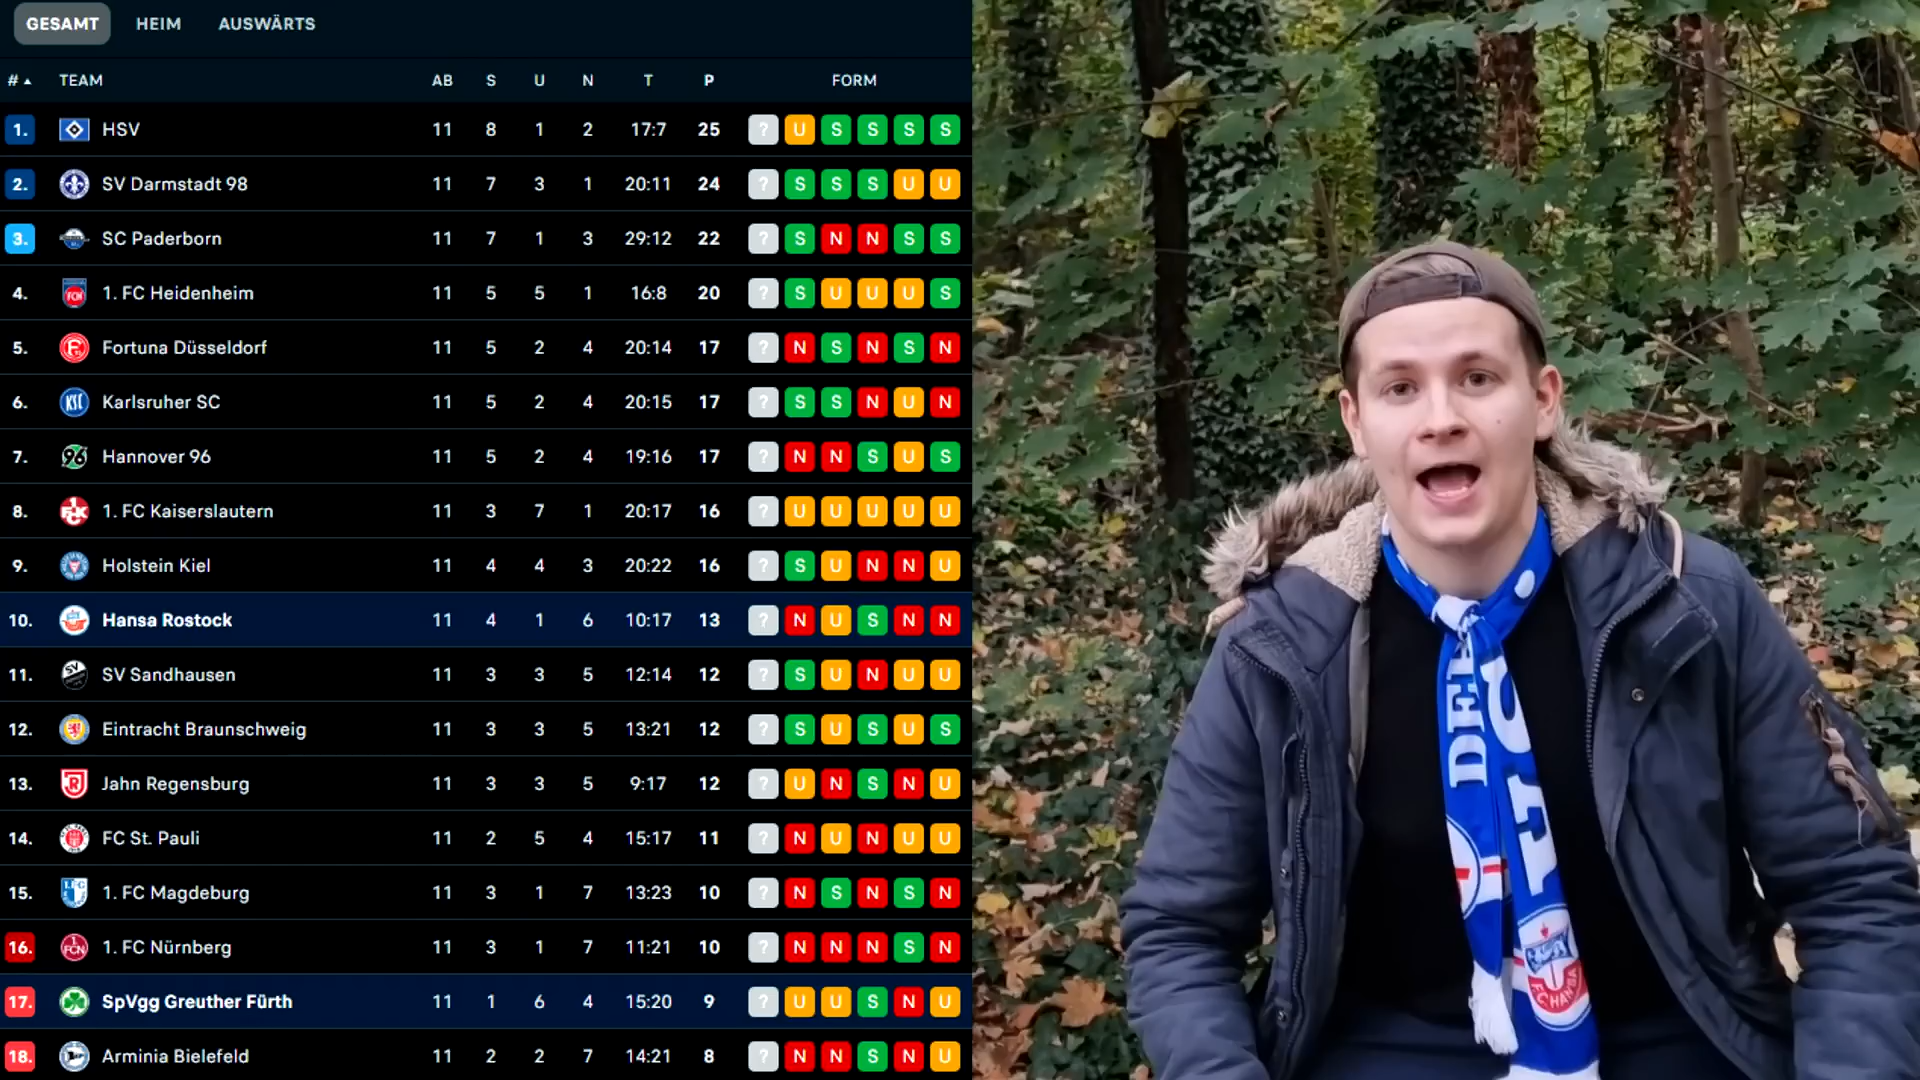 GESAMT HEIM AUSWÄRTS
# TEAM AB S U N T P FORM
1. HSV 11 8 1 2 17:7 25 ? U S S S S
2. SV Darmstadt 98 11 7 3 1 20:11 24 ? S S S U U
3. SC Paderborn 11 7 1 3 29:12 22 ? S N N S S
4. 1. FC Heidenheim 11 5 5 1 16:8 20 ? S U U U S
5. Fortuna Düsseldorf 11 5 2 4 20:14 17 ? N S N S N
6. Karlsruher SC 11 5 2 4 20:15 17 ? S S N U N
7. Hannover 96 11 5 2 4 19:16 17 ? N N S U S
8. 1. FC Kaiserslautern 11 3 7 1 20:17 16 ? U U U U U
9. Holstein Kiel 11 4 4 3 20:22 16 ? S U N N U
10. Hansa Rostock 11 4 1 6 10:17 13 ? N U S N N
11. SV Sandhausen 11 3 3 5 12:14 12 ? S U N U U
12. Eintracht Braunschweig 11 3 3 5 13:21 12 ? S U S U S
13. Jahn Regensburg 11 3 3 5 9:17 12 ? U N S N U
14. FC St. Pauli 11 2 5 4 15:17 11 ? N U N U U
15. 1. FC Magdeburg 11 3 1 7 13:23 10 ? N S N S N
16. 1. FC Nürnberg 11 3 1 7 11:21 10 ? N N N S N
17. SpVgg Greuther Fürth 11 1 6 4 15:20 9 ? U U S N U
18. Arminia Bielefeld 11 2 2 7 14:21 8 ? N N S N U
F.C. HANSA